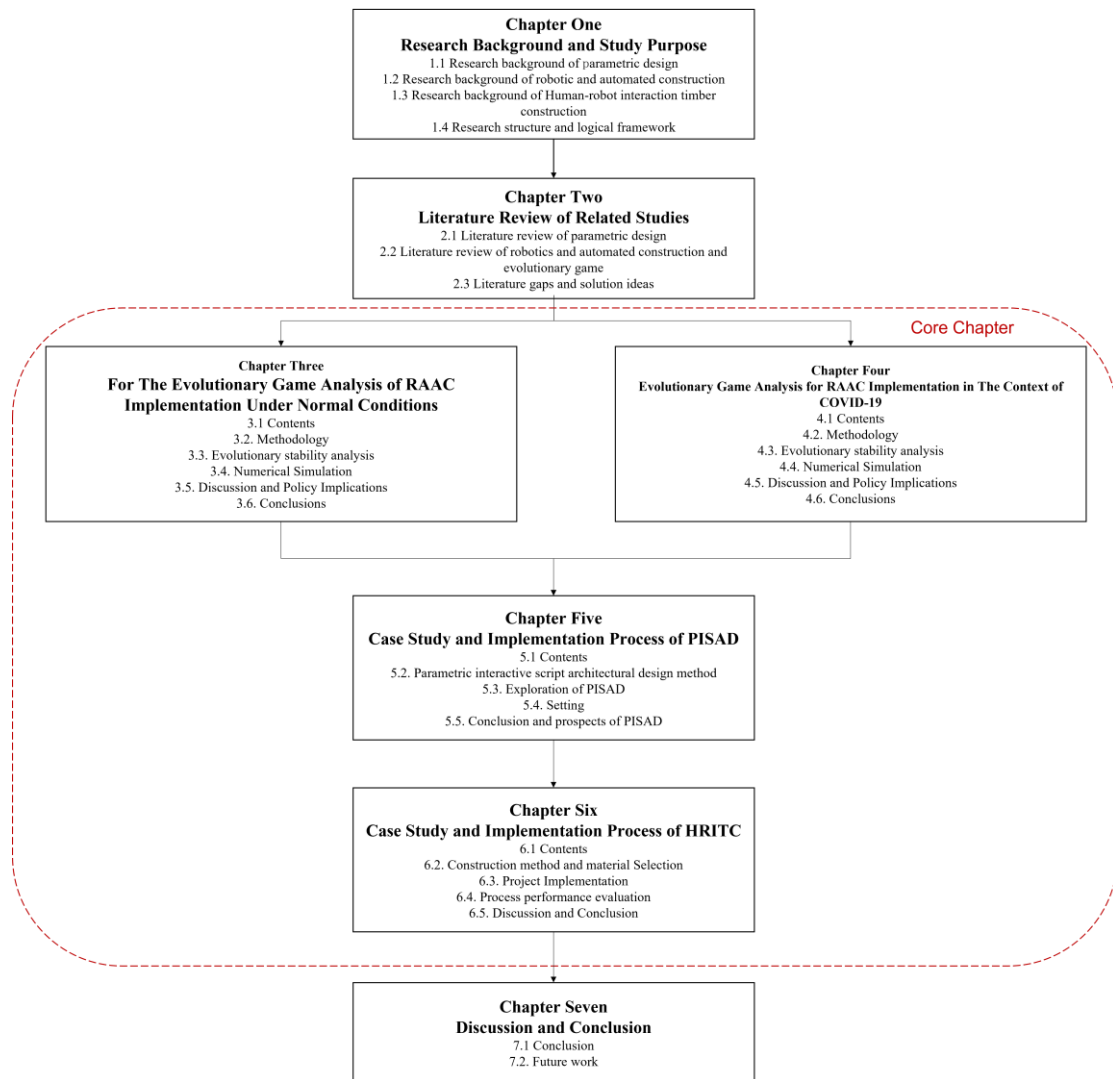 Chapter One
Research Background and Study Purpose
1.1 Research background of parametric design
1.2 Research background of robotic and automated construction
1.3 Research background of Human-robot interaction timber
construction
1.4 Research structure and logical framework
Chapter Two
Literature Review of Related Studies
2.1 Literature review of parametric design
2.2 Literature review of robotics and automated construction and
evolutionary game
2.3 Literature gaps and solution ideas
Core Chapter
Chapter Three
For The Evolutionary Game Analysis of RAAC
Implementation Under Normal Conditions
3.1 Contents
3.2. Methodology
3.3. Evolutionary stability analysis
3.4. Numerical Simulation
3.5. Discussion and Policy Implications
3.6. Conclusions
Chapter Four
Evolutionary Game Analysis for RAAC Implementation in The Context of
COVID-19
4.1 Contents
4.2. Methodology
4.3. Evolutionary stability analysis
4.4. Numerical Simulation
4.5. Discussion and Policy Implications
4.6. Conclusions
Chapter Five
Case Study and Implementation Process of PISAD
5.1 Contents
5.2. Parametric interactive script architectural design method
5.3. Exploration of PISAD
5.4. Setting
5.5. Conclusion and prospects of PISAD
Chapter Six
Case Study and Implementation Process of HRITC
6.1 Contents
6.2. Construction method and material Selection
6.3. Project Implementation
6.4. Process performance evaluation
6.5. Discussion and Conclusion
Chapter Seven
Discussion and Conclusion
7.1 Conclusion
7.2. Future work